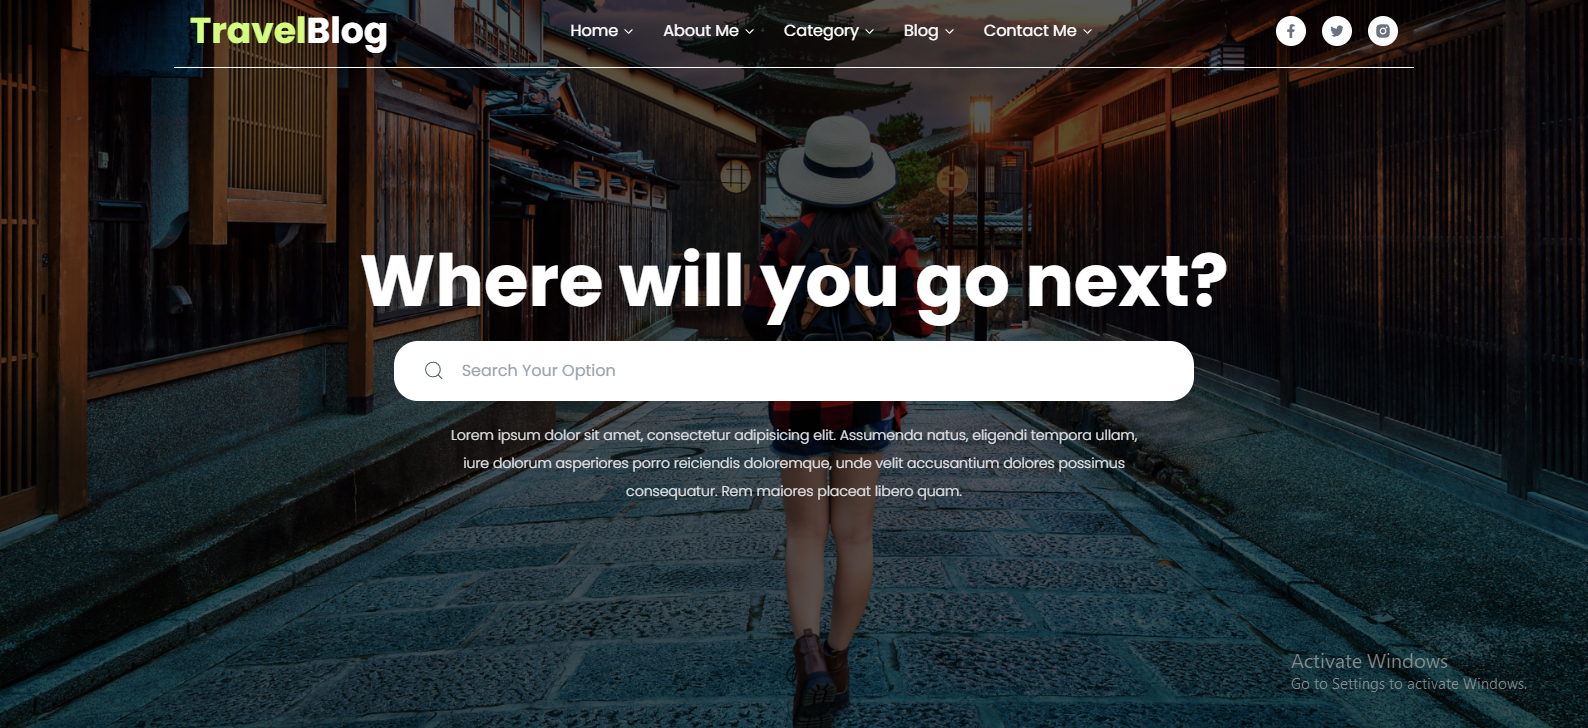 TravelBlog
Home About Me Category Blog Contact Me
Where will you go next?
Search Your Option
Lorem ipsum dolor sit amet, consectetur adipisicing elit. Assumenda natus, eligendi tempora ullam,
iure dolorum asperiores porro reiciendis doloremque, unde velit accusantium dolores possimus
consequatur. Rem maiores placeat libero quam.
Activate Windows
Go to Settings to activate Windows.